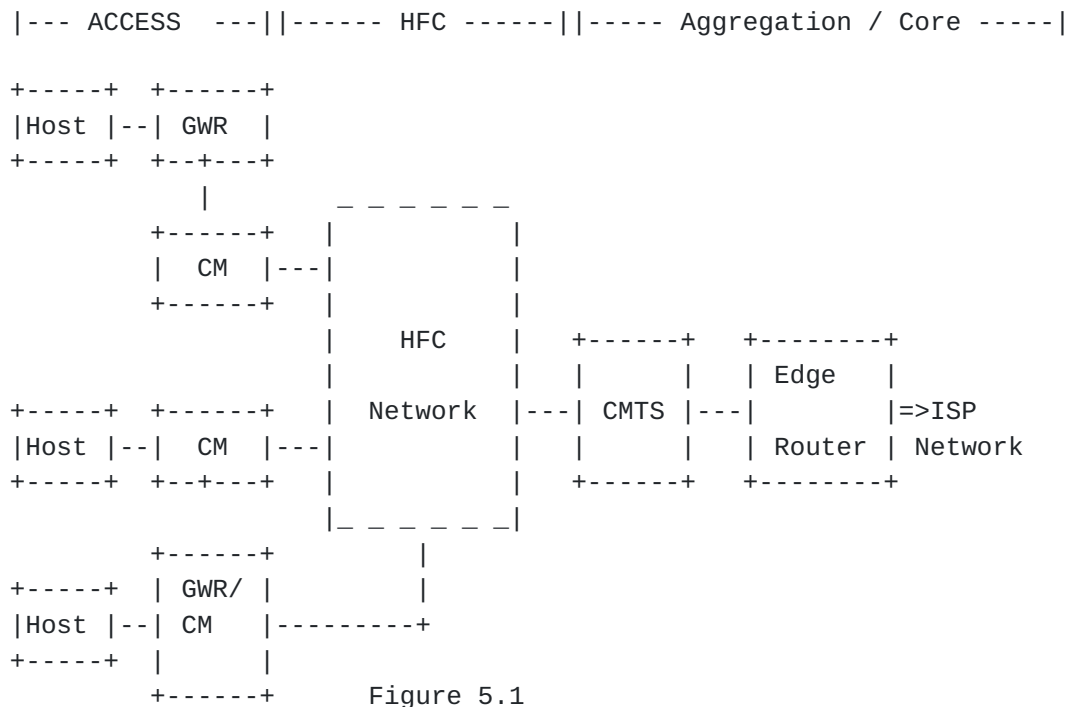 |--- ACCESS  ---||------ HFC ------||----- Aggregation / Core -----|

+-----+  +------+
|Host |--| GWR  |
+-----+  +--+---+
            |        _ _ _ _ _ _
         +------+   |           |
         |  CM  |---|           |
         +------+   |           |
                    |    HFC    |   +------+   +--------+
                    |           |   |      |   | Edge   |
+-----+  +------+   |  Network  |---| CMTS |---|        |=>ISP
|Host |--|  CM  |---|           |   |      |   | Router | Network
+-----+  +--+---+   |           |   +------+   +--------+
                    |_ _ _ _ _ _|
         +------+         |
+-----+  | GWR/ |         |
|Host |--| CM   |---------+
+-----+  |      |
         +------+      Figure 5.1